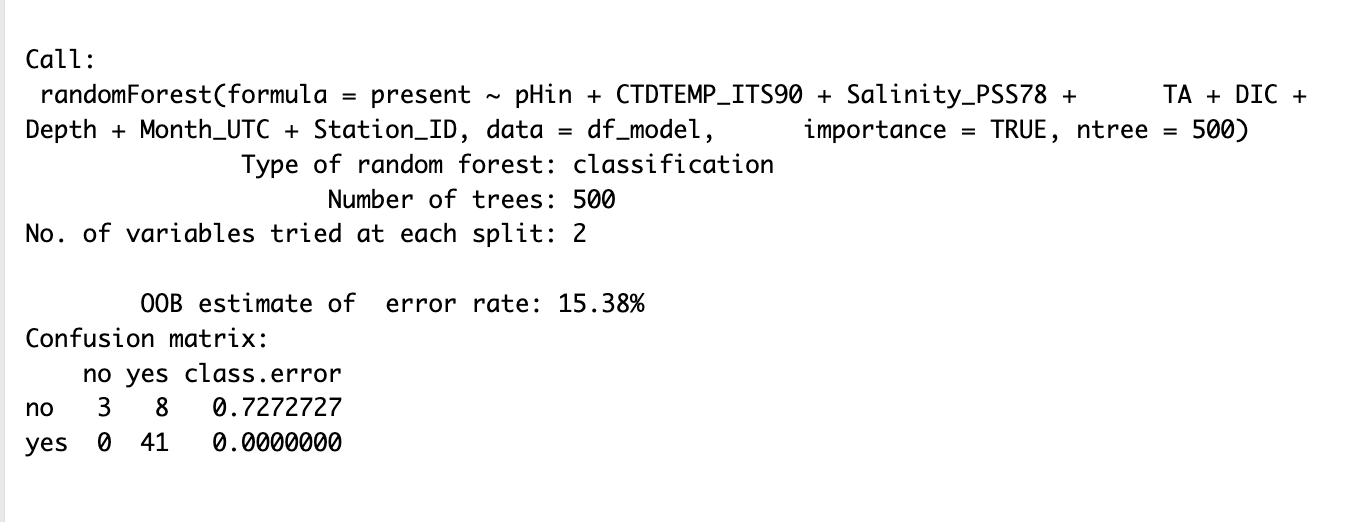 Call:
 randomForest(formula = present ~ pHin + CTDTEMP_ITS90 + Salinity_PSS78 +      TA + DIC +
Depth + Month_UTC + Station_ID, data = df_model,      importance = TRUE, ntree = 500)
               Type of random forest: classification
                     Number of trees: 500
No. of variables tried at each split: 2

        OOB estimate of  error rate: 15.38%
Confusion matrix:
    no yes class.error
no   3   8   0.7272727
yes  0  41   0.0000000